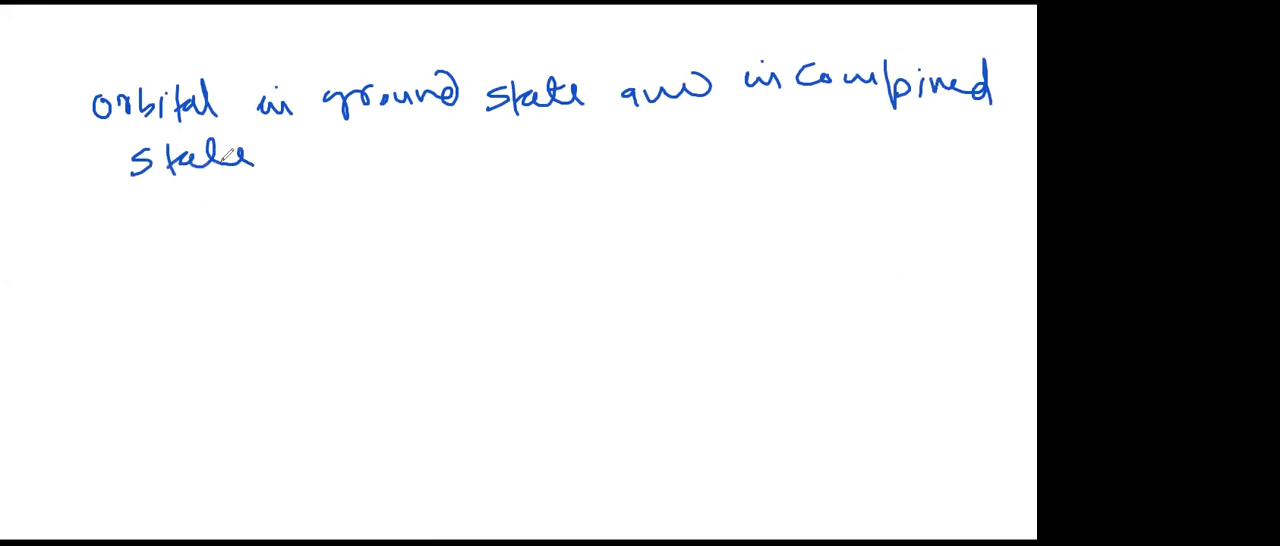 orbital in ground state and in combined
state